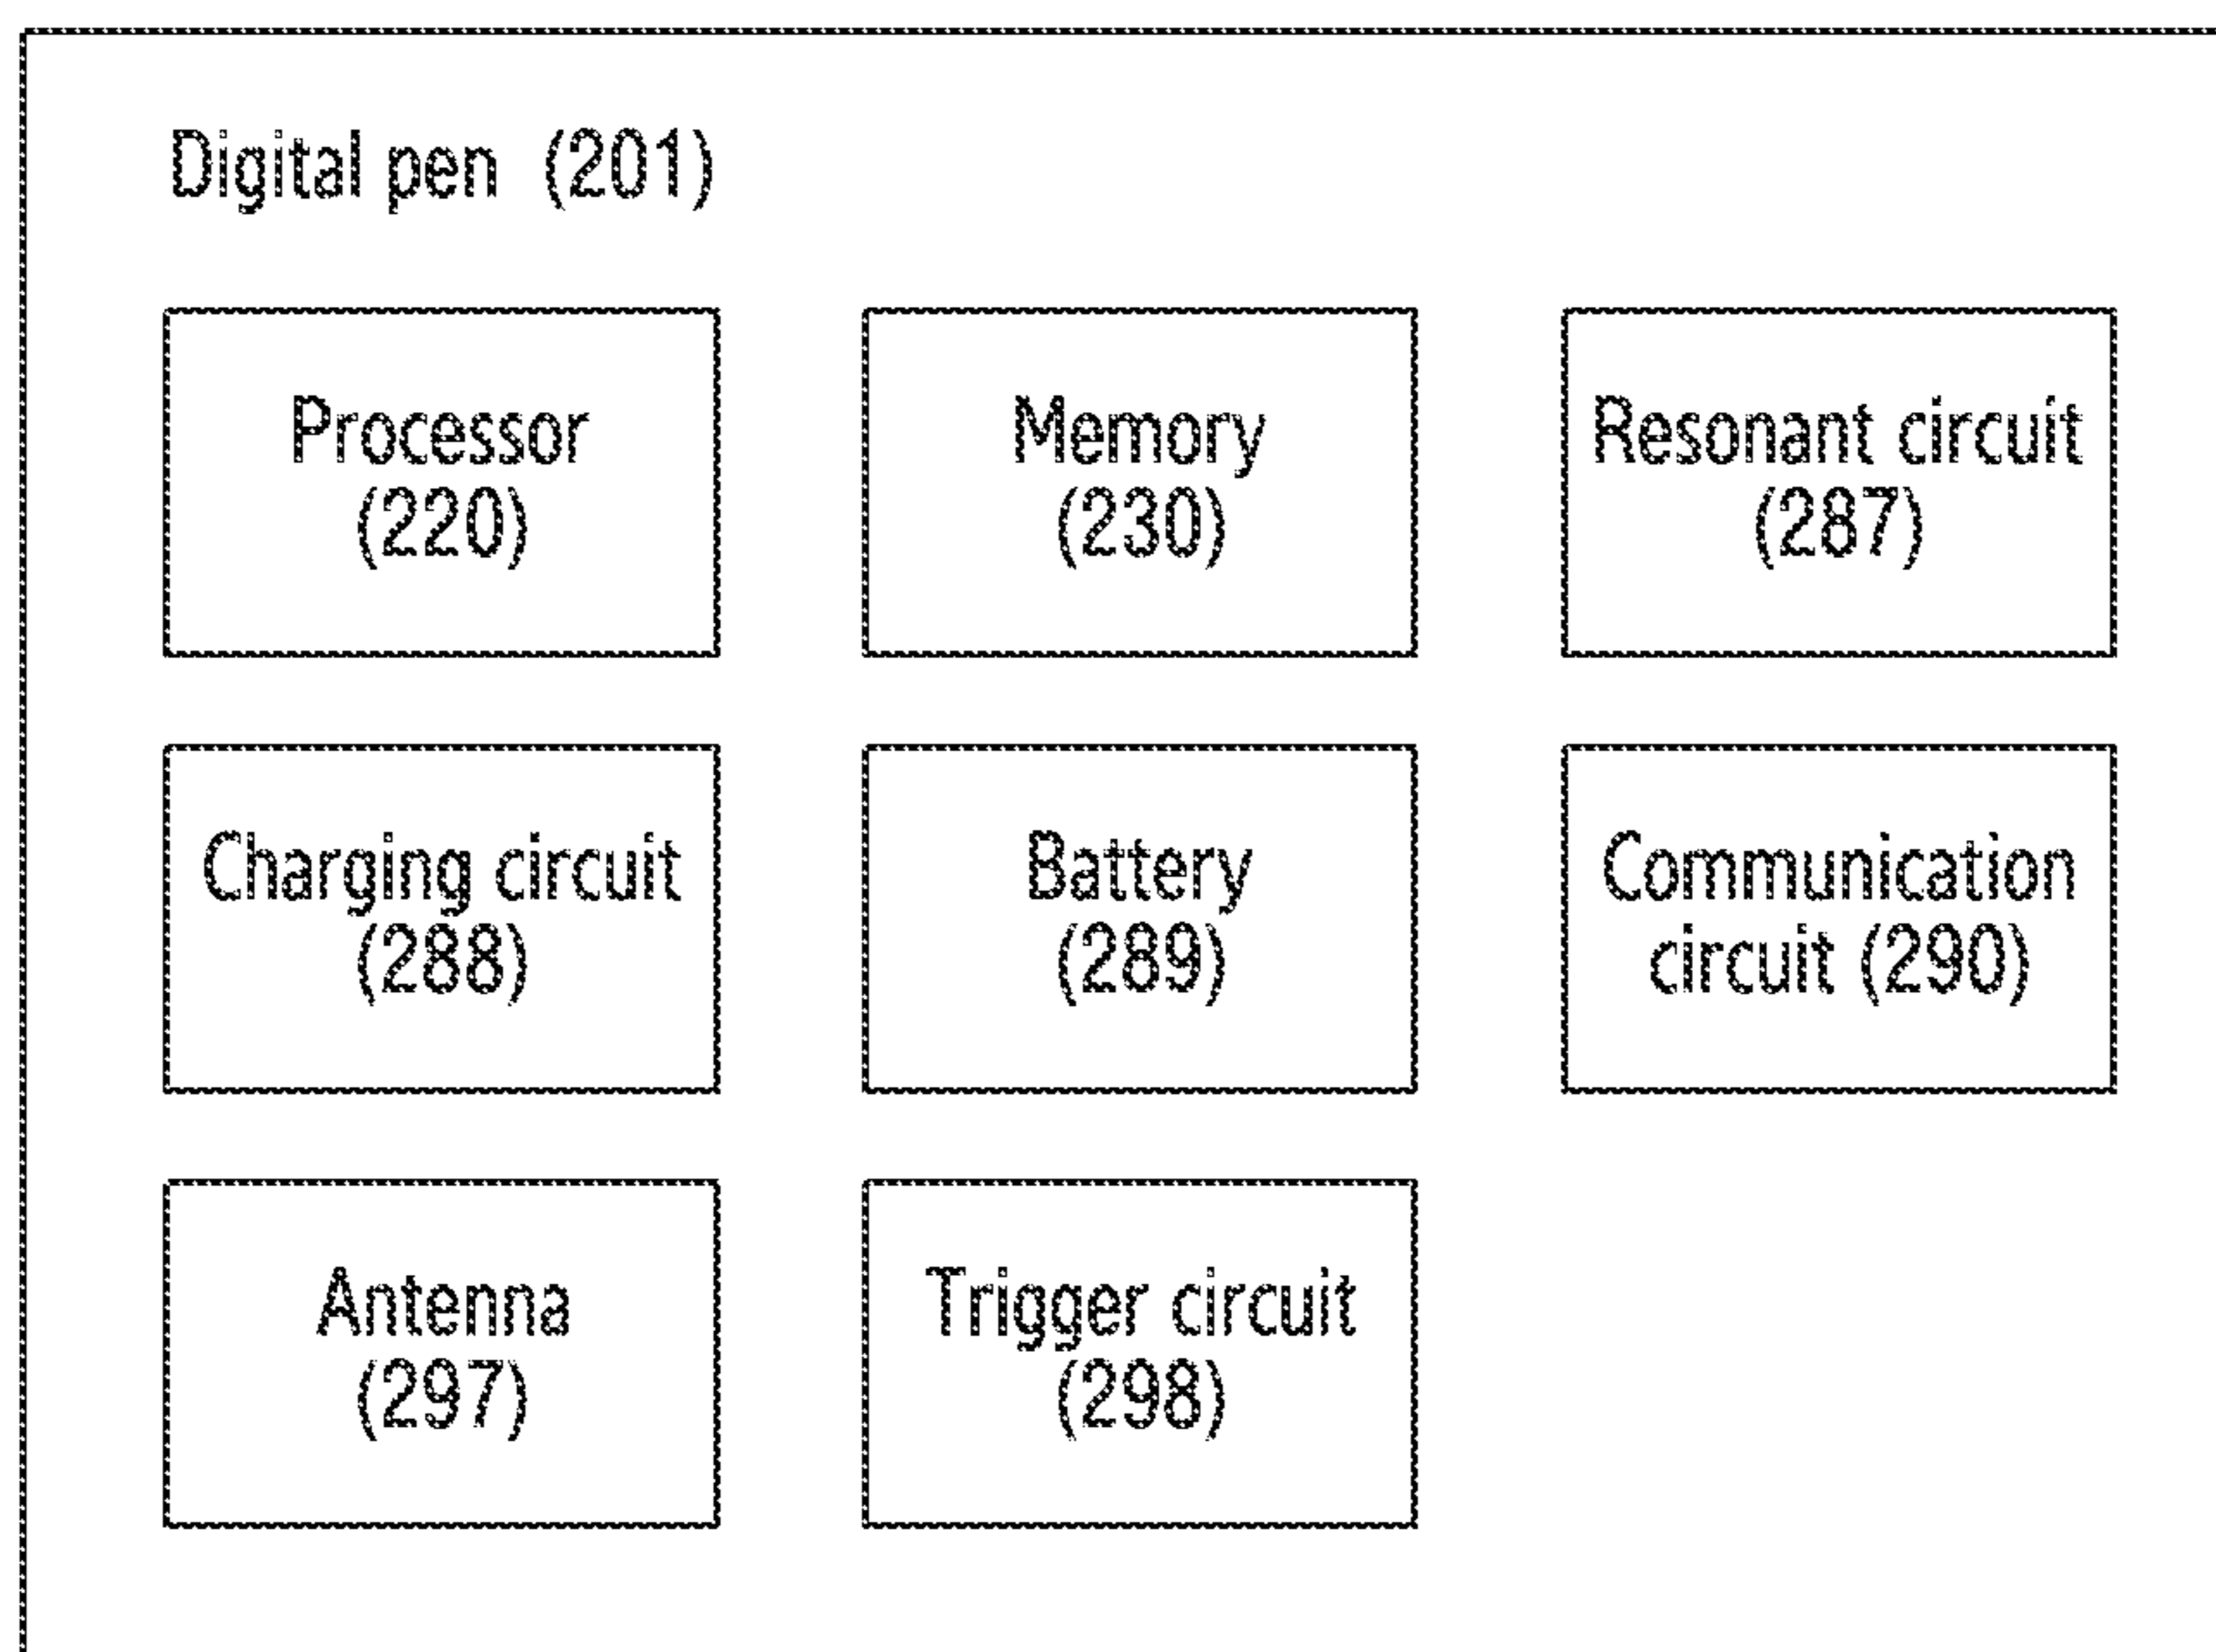 Digital pen (201)
Processor
(220)
Memory
(230)
Resonant circuit
(287)
Charging circuit
(288)
Battery
(289)
Communication
circuit (290)
Antenna
(297)
Trigger circuit
(298)